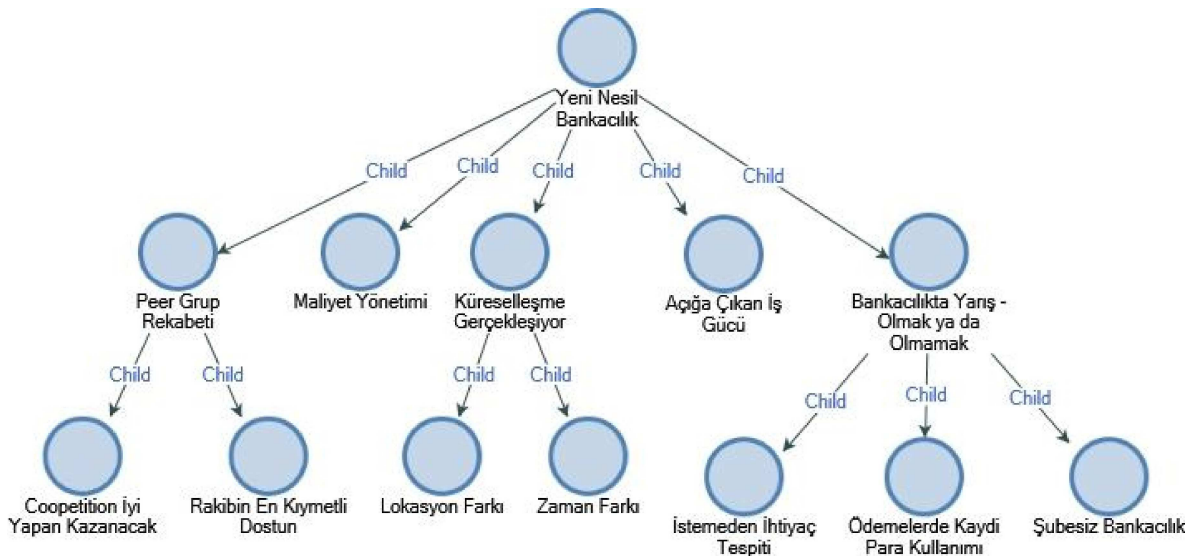 Yeni Nesil
Bankacılık
Child
Child
Child
Child
Child
Peer Grup
Rekabeti
Maliyet Yönetimi
Küreselleşme
Gerçekleşiyor
Açığa Çıkan İş
Gücü
Bankacılıkta Yarış -
Olmak ya da
Olmamak
Child
Child
Child
Child
Child
Child
Child
Coopetition İyi
Yapan Kazanacak
Rakibin En Kıymetli
Dostun
Lokasyon Farkı
Zaman Farkı
İstemeden İhtiyaç
Tespiti
Ödemelerde Kaydi
Para Kullanımı
Şubesiz Bankacılık